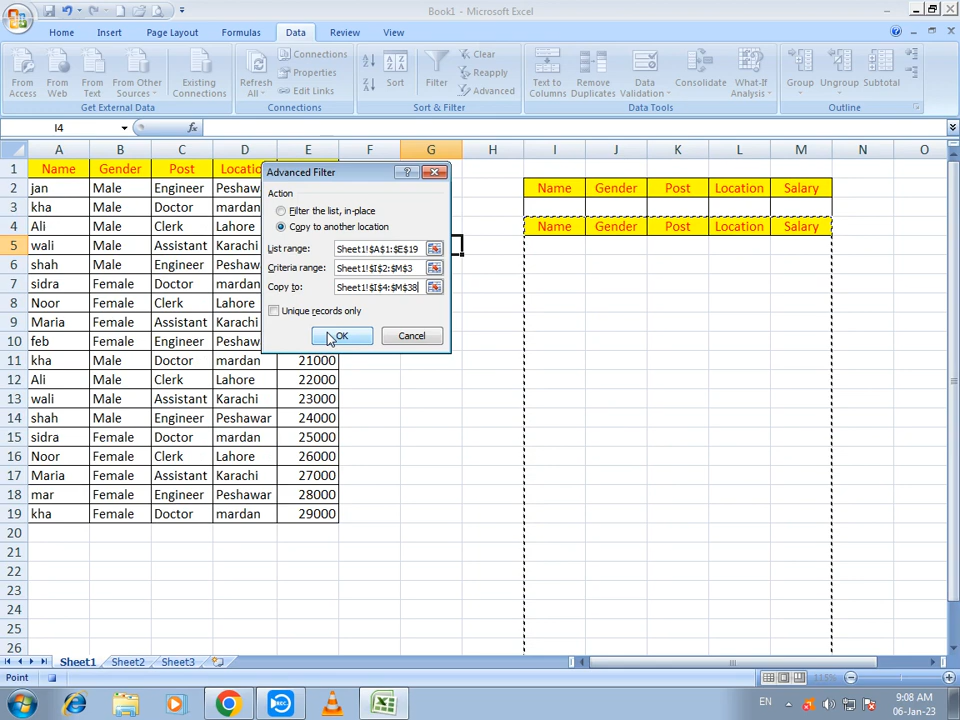 Book1 - Microsoft Excel
Home Insert Page Layout Formulas Data Review View
From Access
From Web
From Text
From Other Sources
Existing Connections
Get External Data
Refresh All
Connections
Properties
Edit Links
Connections
Sort
Filter
Clear
Reapply
Advanced
Sort & Filter
Text to Columns
Remove Duplicates
Data Validation
Consolidate
What-If Analysis
Data Tools
Group
Ungroup
Subtotal
Outline
I4 fx
A B C D E F G H I J K L M N O
1 Name Gender Post
2 jan Male Engineer Peshaw Name Gender Post Location Salary
3 kha Male Doctor mardan
4 Ali Male Clerk Lahore Name Gender Post Location Salary
5 wali Male Assistant Karachi
6 shah Male Engineer Peshaw
7 sidra Female Doctor mardan
8 Noor Female Clerk Lahore
9 Maria Female Assistant Karachi
10 feb Female Engineer Peshaw
11 kha Male Doctor mardan 21000
12 Ali Male Clerk Lahore 22000
13 wali Male Assistant Karachi 23000
14 shah Male Engineer Peshawar 24000
15 sidra Female Doctor mardan 25000
16 Noor Female Clerk Lahore 26000
17 Maria Female Assistant Karachi 27000
18 mar Female Engineer Peshawar 28000
19 kha Female Doctor mardan 29000
20
21
22
23
24
25
26
Advanced Filter
Action
Filter the list, in-place
Copy to another location
List range: Sheet1!$A$1:$E$19
Criteria range: Sheet1!$I$2:$M$3
Copy to: Sheet1!$I$4:$M$38
Unique records only
OK Cancel
Sheet1 Sheet2 Sheet3
Point 115%
EN 9:08 AM
06-Jan-23